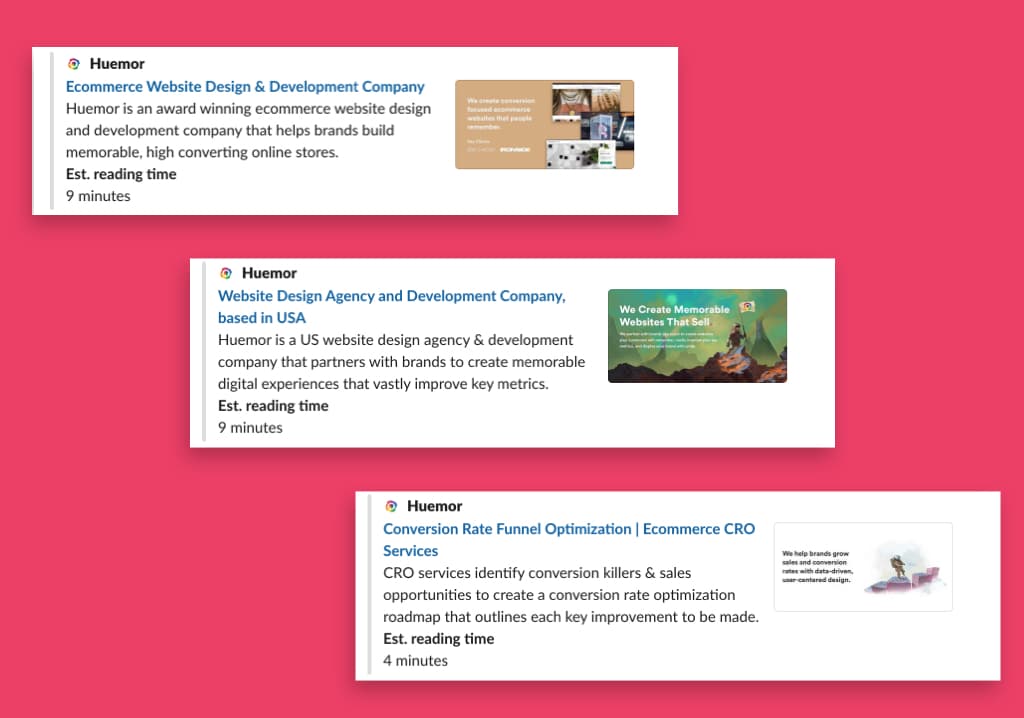 Huemor
Ecommerce Website Design & Development Company
Huemor is an award winning ecommerce website design
and development company that helps brands build
memorable, high converting online stores.
Est. reading time
9 minutes
We create conversion
focused ecommerce
websites that people
remember.
Huemor
Website Design Agency and Development Company,
based in USA
Huemor is a US website design agency & development
company that partners with brands to create memorable
digital experiences that vastly improve key metrics.
Est. reading time
9 minutes
We Create Memorable
Websites That Sell
Huemor
Conversion Rate Funnel Optimization | Ecommerce CRO
Services
CRO services identify conversion killers & sales
opportunities to create a conversion rate optimization
roadmap that outlines each key improvement to be made.
Est. reading time
4 minutes
We help brands grow
sales and conversion
rates with data-driven,
user-centered design.